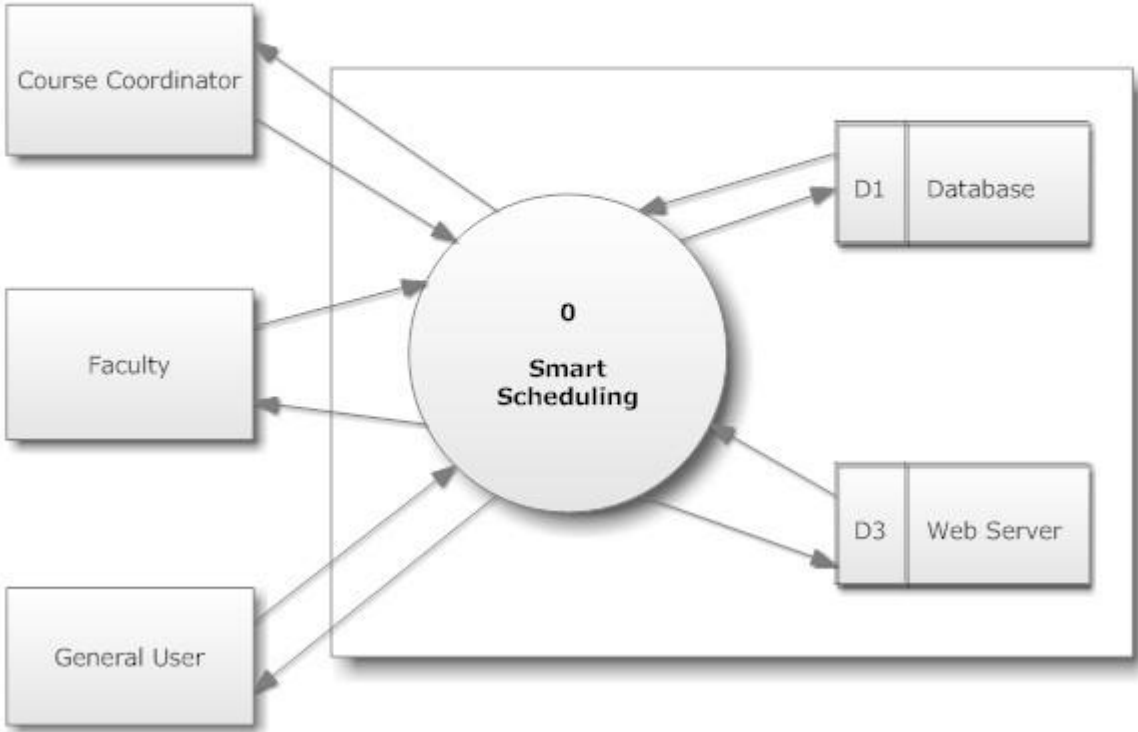 Course Coordinator
D1
Database
0
Smart
Scheduling
Faculty
D3
Web Server
General User